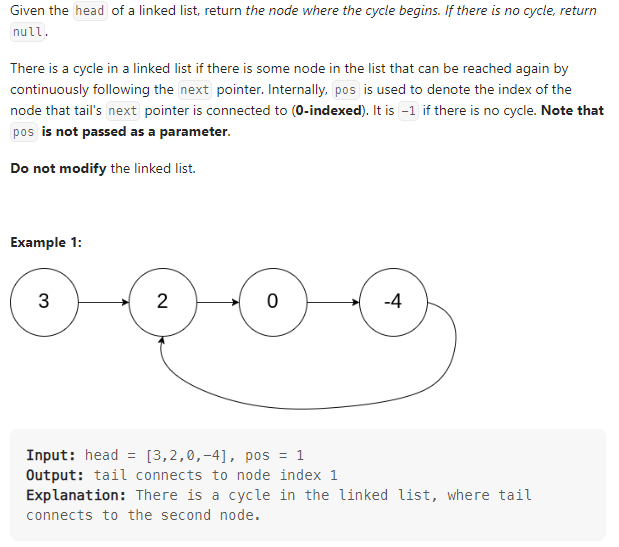 Given the head of a linked list, return the node where the cycle begins. If there is no cycle, return
null.
There is a cycle in a linked list if there is some node in the list that can be reached again by
continuously following the next pointer. Internally, pos is used to denote the index of the
node that tail's next pointer is connected to (0-indexed). It is -1 if there is no cycle. Note that
pos is not passed as a parameter.
Do not modify the linked list.
Example 1:
3 2 0 -4
Input: head = [3,2,0,-4], pos = 1
Output: tail connects to node index 1
Explanation: There is a cycle in the linked list, where tail
connects to the second node.